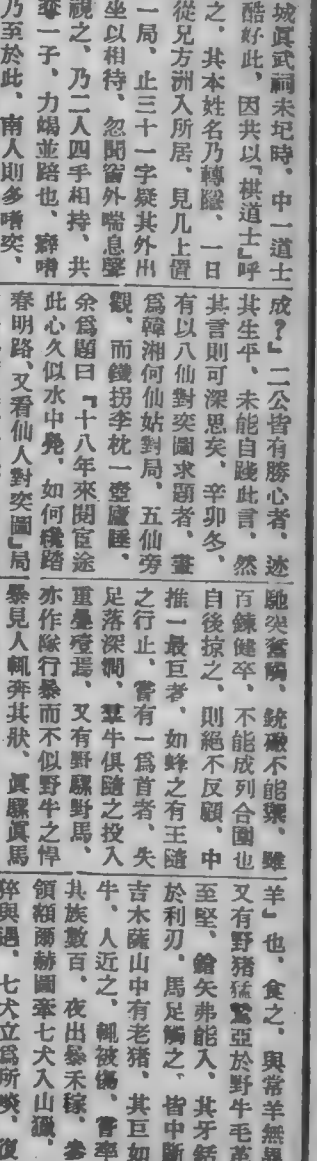 城眞武祠未圮時、中一道士
酷好此、因共以「棋道士」呼
之、其本姓名乃轉隱、一日
從兄方洲入所居、見几上置
一局、止三十一字疑其外出
坐以相待、忽聞窗外喘息聲
視之、乃二人四手相持、共
奪一子、力竭並踣也、癖嗜
乃至於此、南人則多嗜突、
成？」二公皆有勝心者、迹
其生平、未能自踐此言、然
其言則可深思矣、辛卯冬、
有以八仙對奕圖求題者、畫
爲韓湘何仙姑對局、五仙旁
觀、而鐵拐李枕一壺盧睡、
余爲題曰『十八年來閱宦途
此心久似水中鳧、如何纔踏
春明路、又看仙人對奕圖』局
馳突奮觸、銃礮不能禦、雖
百鍊健卒、不能成列合圍也
自後掠之、則絕不反顧、中
推一最巨者、如蜂之有王隨
之行止、嘗有一爲首者、失
足落深澗、羣牛俱隨之投入
重疊殪焉、又有野騾野馬、
亦作隊行暴而不似野牛之悍
暴見人輒奔其狀、眞騾眞馬
羊」也、食之、與常羊無異
又有野猪猛鷙亞於野牛毛革
至堅、鎗矢弗能入、其牙銛
於利刃、馬足觸之、皆中斷
吉木薩山中有老猪、其巨如
牛、人近之、輒被傷、嘗率
其族數百、夜出暴禾稼、參
領額爾赫圖牽七犬入山獵、
猝與遇、七犬立爲所啖、復